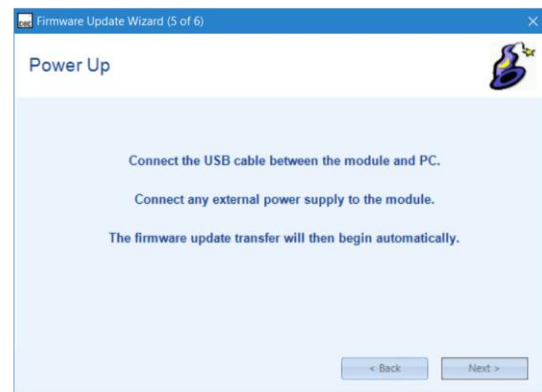 Firmware Update Wizard (5 of 6)
Power Up
Connect the USB cable between the module and PC.
Connect any external power supply to the module.
The firmware update transfer will then begin automatically.
< Back
Next >